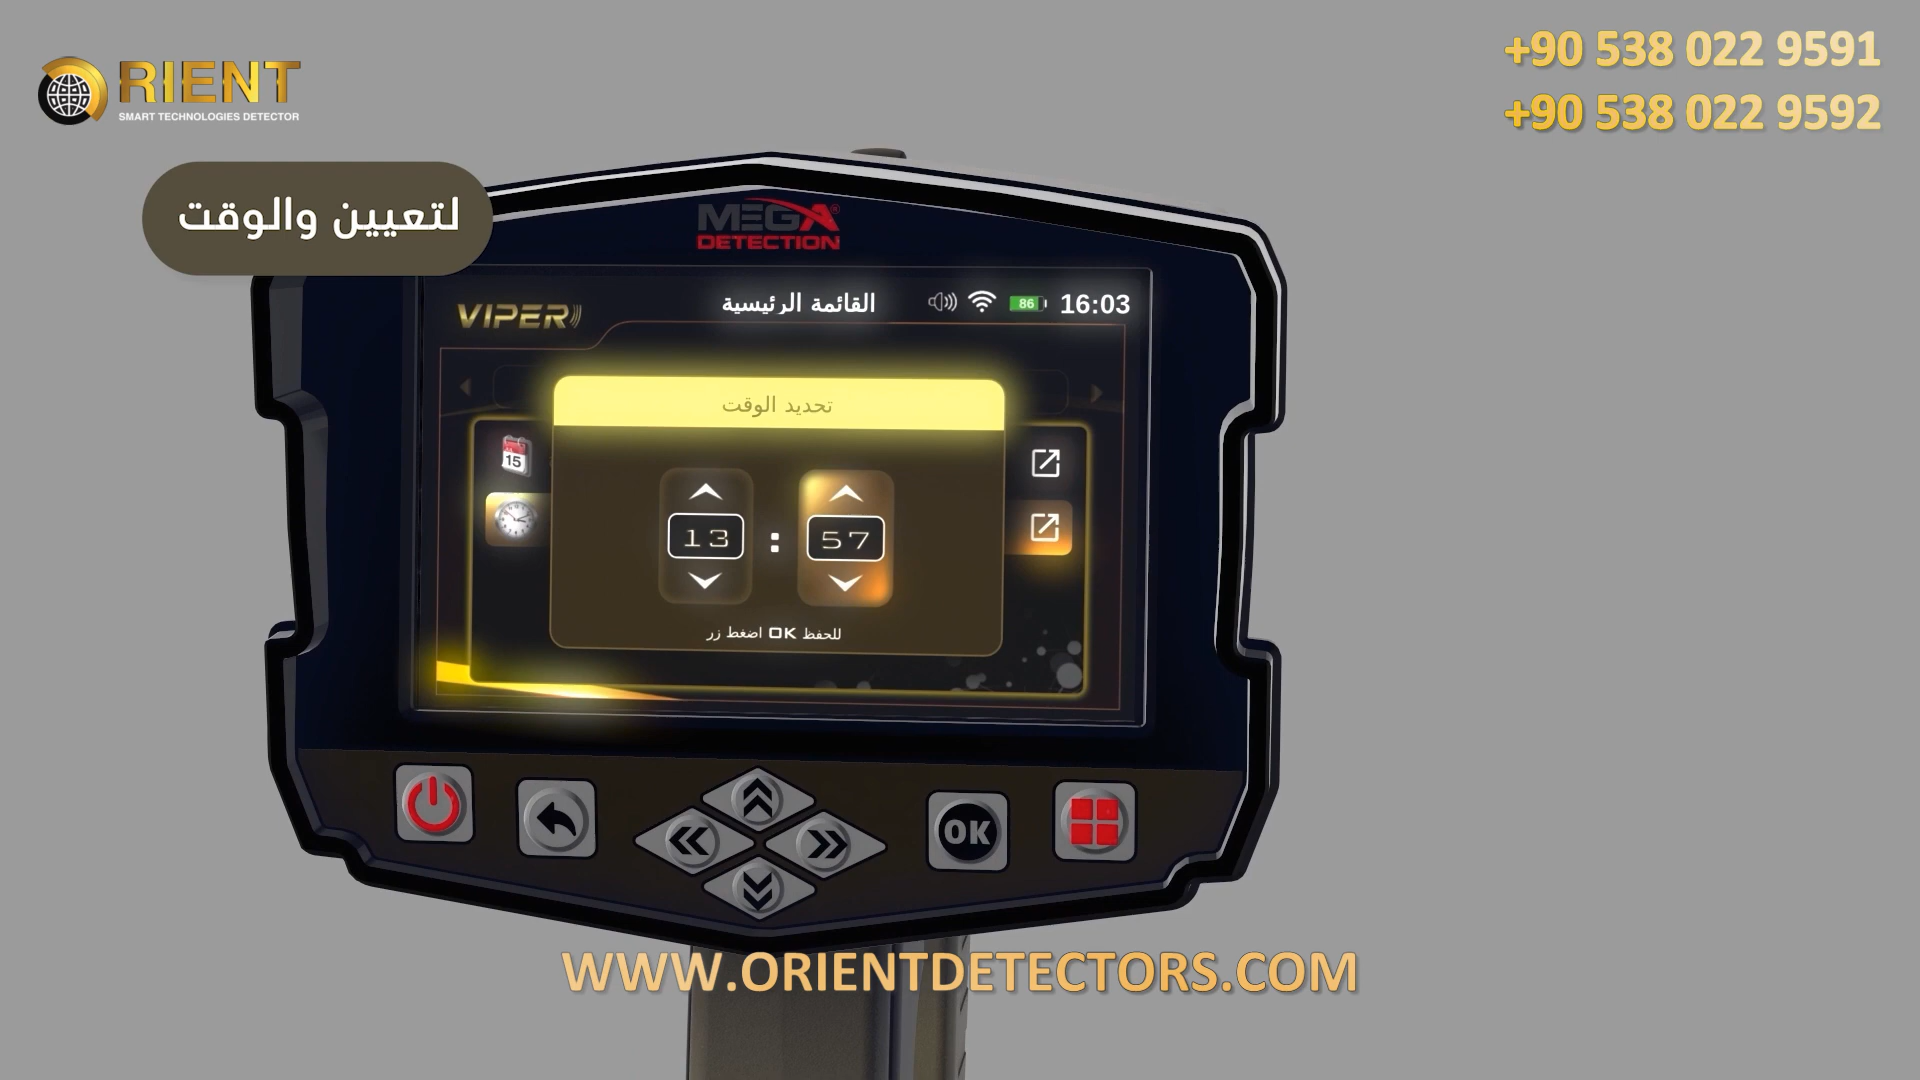 RIENT
SMART TECHNOLOGIES DETECTOR
+90 538 022 9591
+90 538 022 9592
لتعيين والوقت
MEGA
DETECTION
VIPER
القائمة الرئيسية
86
16:03
تحديد الوقت
15
13 : 57
للحفظ OK اضغط زر
OK
WWW.ORIENTDETECTORS.COM